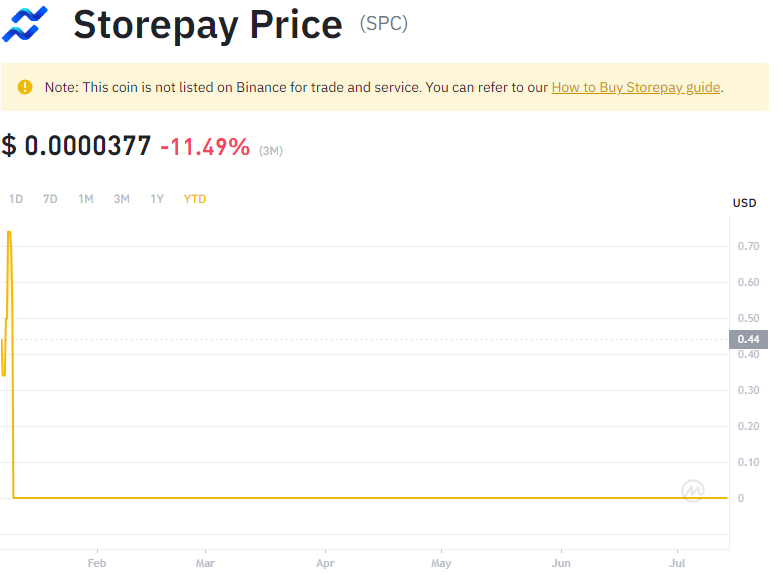 Storepay Price (SPC)
Note: This coin is not listed on Binance for trade and service. You can refer to our How to Buy Storepay guide.
$ 0.0000377 -11.49% (3M)
1D 7D 1M 3M 1Y YTD
USD
0.70
0.60
0.50
0.44
0.40
0.30
0.20
0.10
0
Feb Mar Apr May Jun Jul